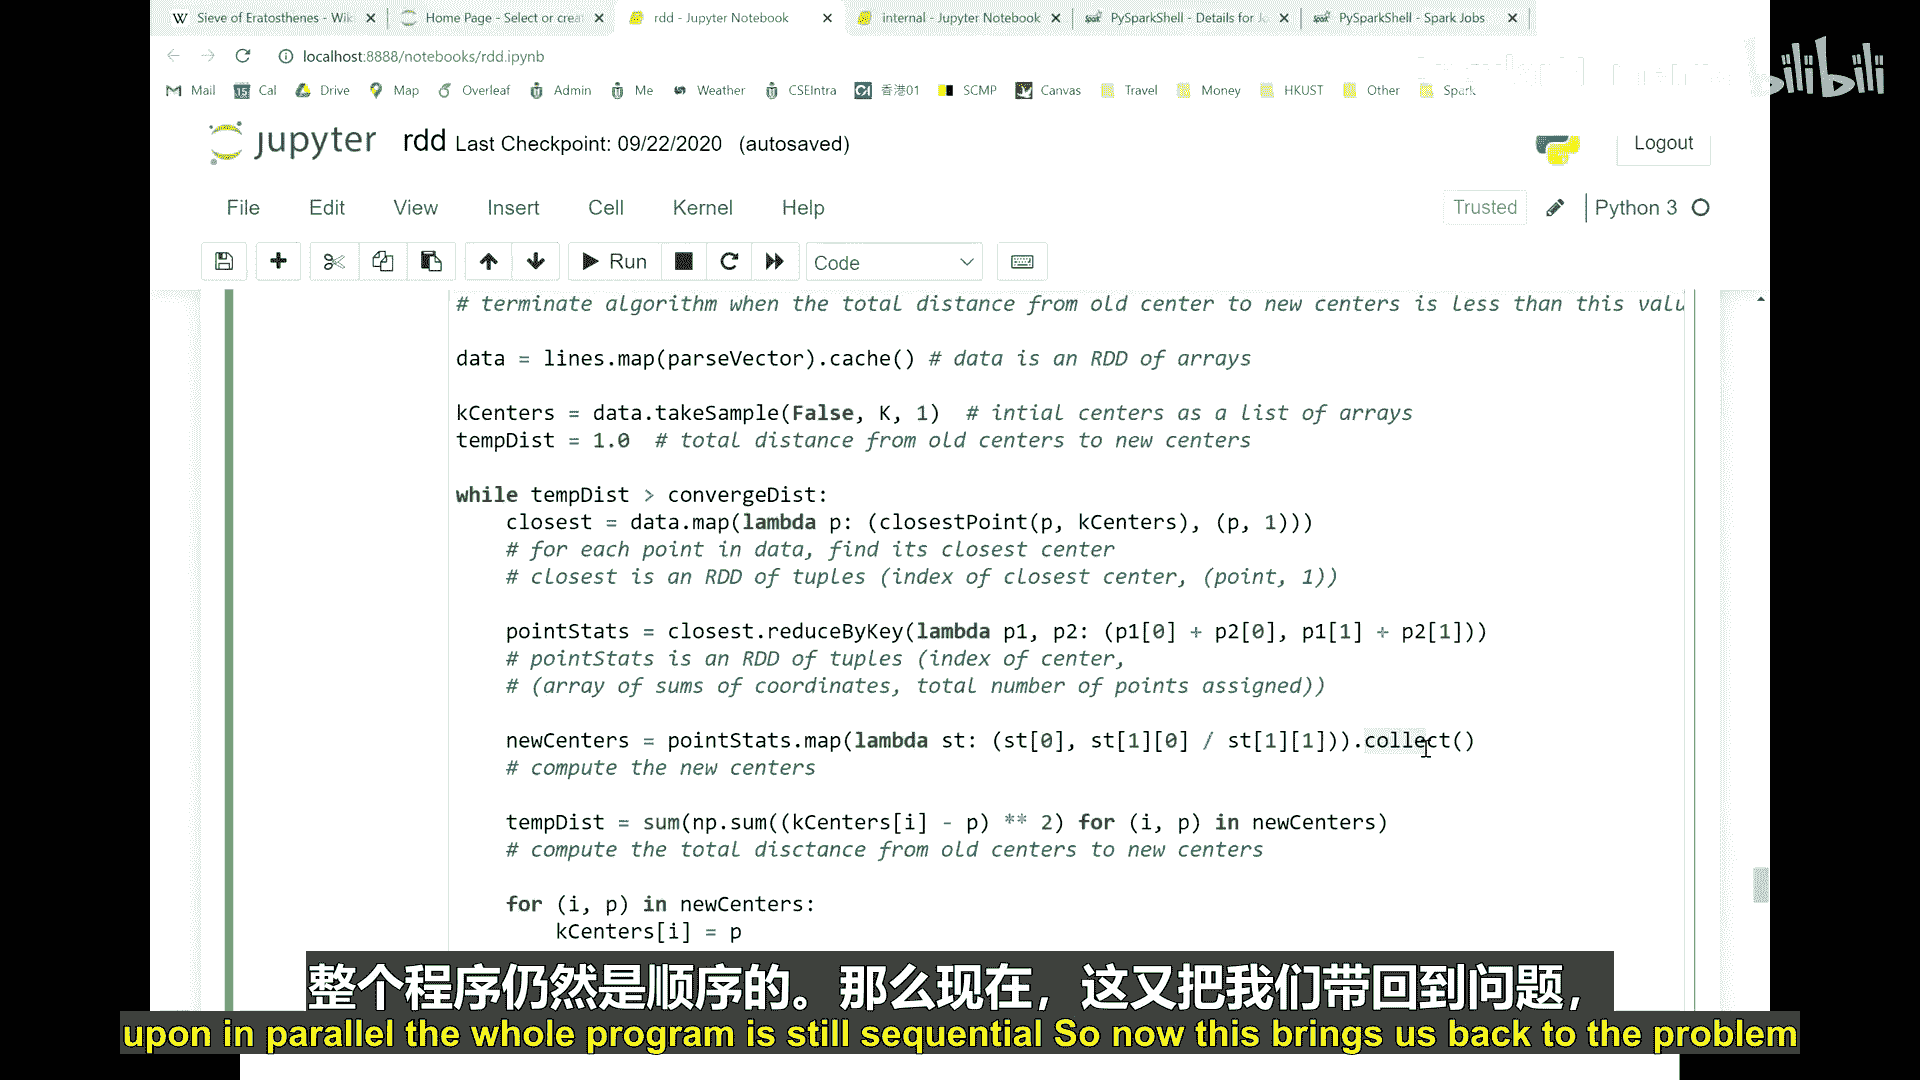 Sieve of Eratosthenes - Wik
Home Page - Select or creat
rdd - Jupyter Notebook
internal - Jupyter Notebook
PySparkShell - Details for J
PySparkShell - Spark Jobs
localhost:8888/notebooks/rdd.ipynb
bilibili
Mail Cal Drive Map Overleaf Admin Me Weather CSEIntra 香港01 SCMP Canvas Travel Money HKUST Other Spark
jupyter rdd Last Checkpoint: 09/22/2020 (autosaved)
Logout
File Edit View Insert Cell Kernel Help
Trusted Python 3
Run Code
# terminate algorithm when the total distance from old center to new centers is less than this valu
data = lines.map(parseVector).cache() # data is an RDD of arrays
kCenters = data.takeSample(False, K, 1) # intial centers as a list of arrays
tempDist = 1.0 # total distance from old centers to new centers
while tempDist > convergeDist:
closest = data.map(lambda p: (closestPoint(p, kCenters), (p, 1)))
# for each point in data, find its closest center
# closest is an RDD of tuples (index of closest center, (point, 1))
pointStats = closest.reduceByKey(lambda p1, p2: (p1[0] + p2[0], p1[1] + p2[1]))
# pointStats is an RDD of tuples (index of center,
# (array of sums of coordinates, total number of points assigned))
newCenters = pointStats.map(lambda st: (st[0], st[1][0] / st[1][1])).collect()
# compute the new centers
tempDist = sum(np.sum((kCenters[i] - p) ** 2) for (i, p) in newCenters)
# compute the total disctance from old centers to new centers
for (i, p) in newCenters:
kCenters[i] = p
整个程序仍然是顺序的。那么现在，这又把我们带回到问题，
upon in parallel the whole program is still sequential So now this brings us back to the problem